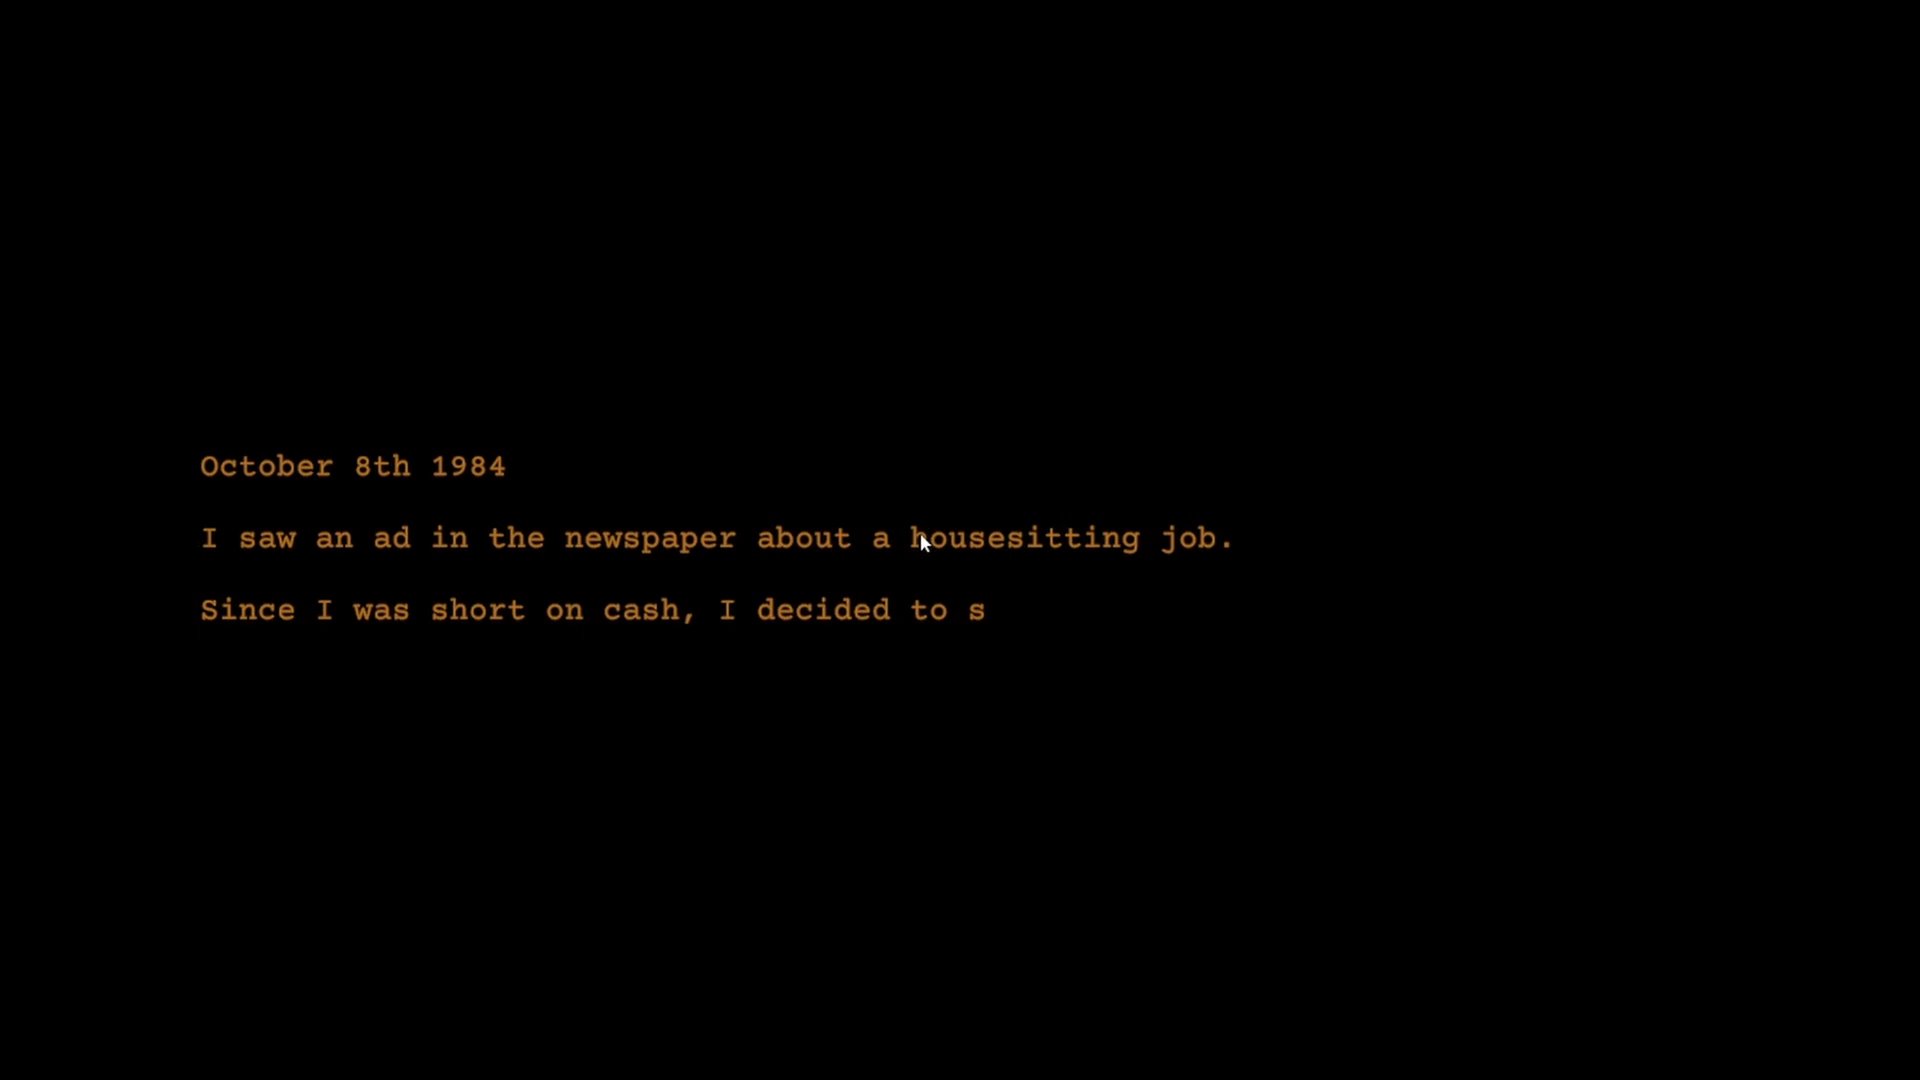 October 8th 1984
I saw an ad in the newspaper about a housesitting job.
Since I was short on cash, I decided to s